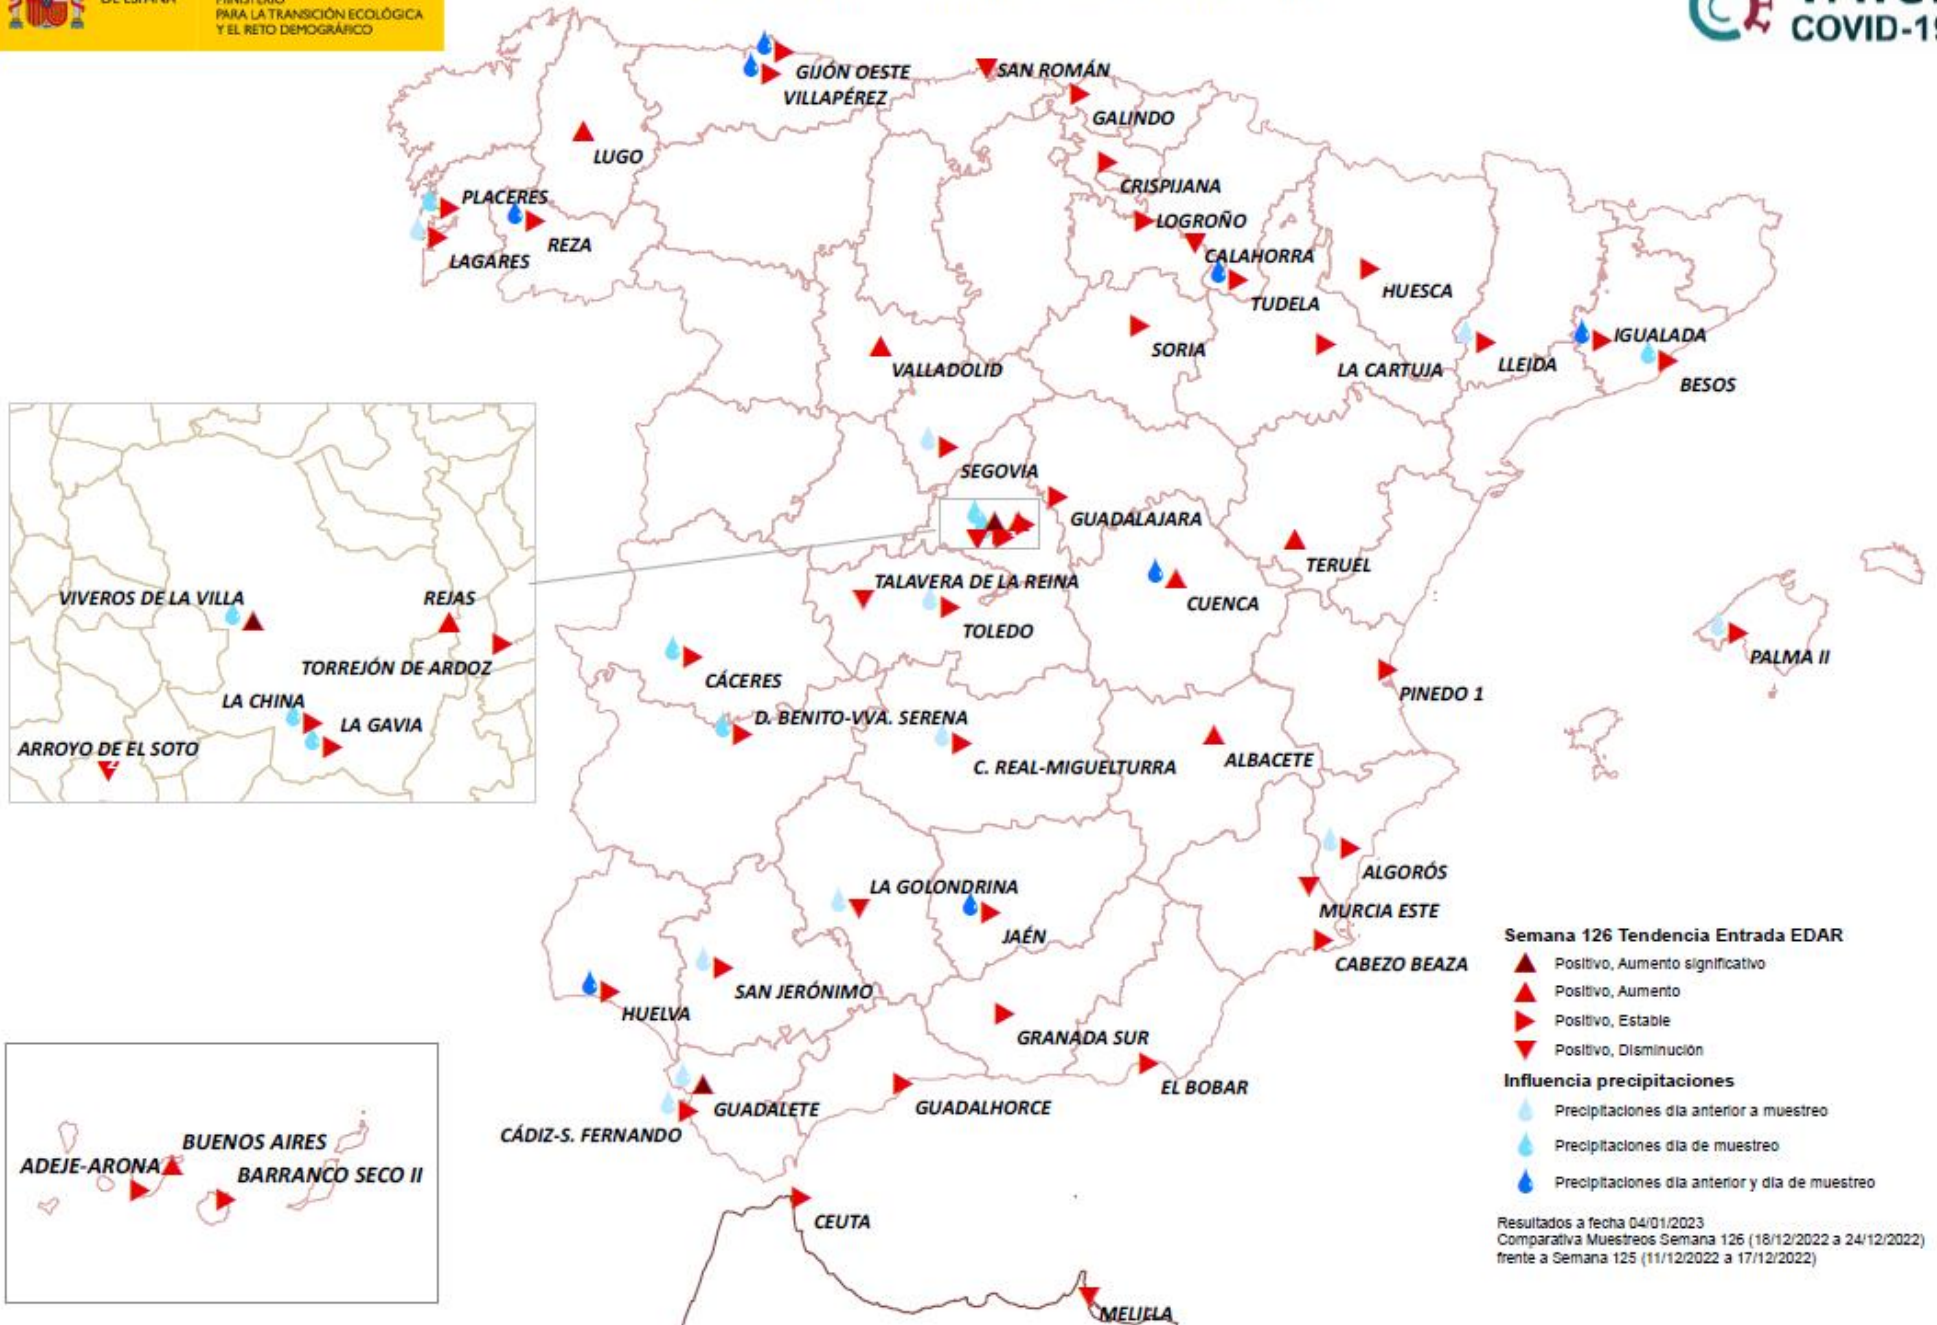 DE ESPAÑA
MINISTERIO
PARA LA TRANSICIÓN ECOLÓGICA
Y EL RETO DEMOGRÁFICO
COVID-19
GIJÓN OESTE
VILLAPÉREZ
SAN ROMÁN
GALINDO
LUGO
CRISPIJANA
PLACERES
LOGROÑO
REZA
LAGARES
CALAHORRA
TUDELA
HUESCA
SORIA
IGUALADA
VALLADOLID
LA CARTUJA
LLEIDA
BESOS
SEGOVIA
GUADALAJARA
TERUEL
TALAVERA DE LA REINA
CUENCA
TOLEDO
VIVEROS DE LA VILLA
REJAS
TORREJÓN DE ARDOZ
LA CHINA
LA GAVIA
ARROYO DE EL SOTO
CÁCERES
PALMA II
PINEDO 1
D. BENITO-VVA. SERENA
C. REAL-MIGUELTURRA
ALBACETE
ALGORÓS
LA GOLONDRINA
MURCIA ESTE
JAÉN
CABEZO BEAZA
SAN JERÓNIMO
HUELVA
GRANADA SUR
EL BOBAR
GUADALETE
GUADALHORCE
CÁDIZ-S. FERNANDO
BUENOS AIRES
ADEJE-ARONA
BARRANCO SECO II
CEUTA
MELILLA
Semana 126 Tendencia Entrada EDAR
Positivo, Aumento significativo
Positivo, Aumento
Positivo, Estable
Positivo, Disminución
Influencia precipitaciones
Precipitaciones día anterior a muestreo
Precipitaciones día de muestreo
Precipitaciones día anterior y día de muestreo
Resultados a fecha 04/01/2023
Comparativa Muestreos Semana 126 (18/12/2022 a 24/12/2022)
frente a Semana 125 (11/12/2022 a 17/12/2022)